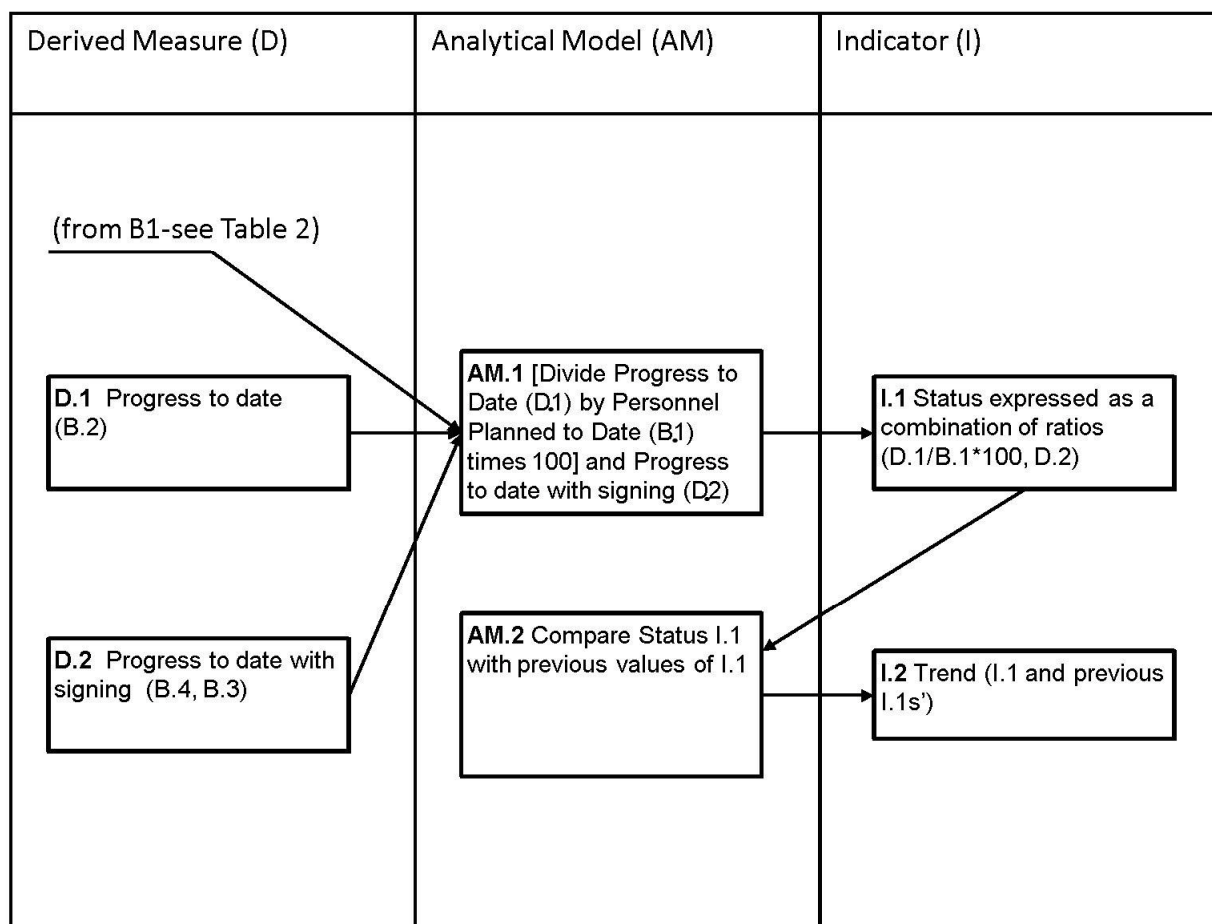 Derived Measure (D)
Analytical Model (AM)
Indicator (I)
(from B1-see Table 2)
D.1 Progress to date
(B.2)
AM.1 [Divide Progress to
Date (D.1) by Personnel
Planned to Date (B.1)
times 100] and Progress
to date with signing (D.2)
I.1 Status expressed as a
combination of ratios
(D.1/B.1*100, D.2)
D.2 Progress to date with
signing (B.4, B.3)
AM.2 Compare Status I.1
with previous values of I.1
I.2 Trend (I.1 and previous
I.1s’)